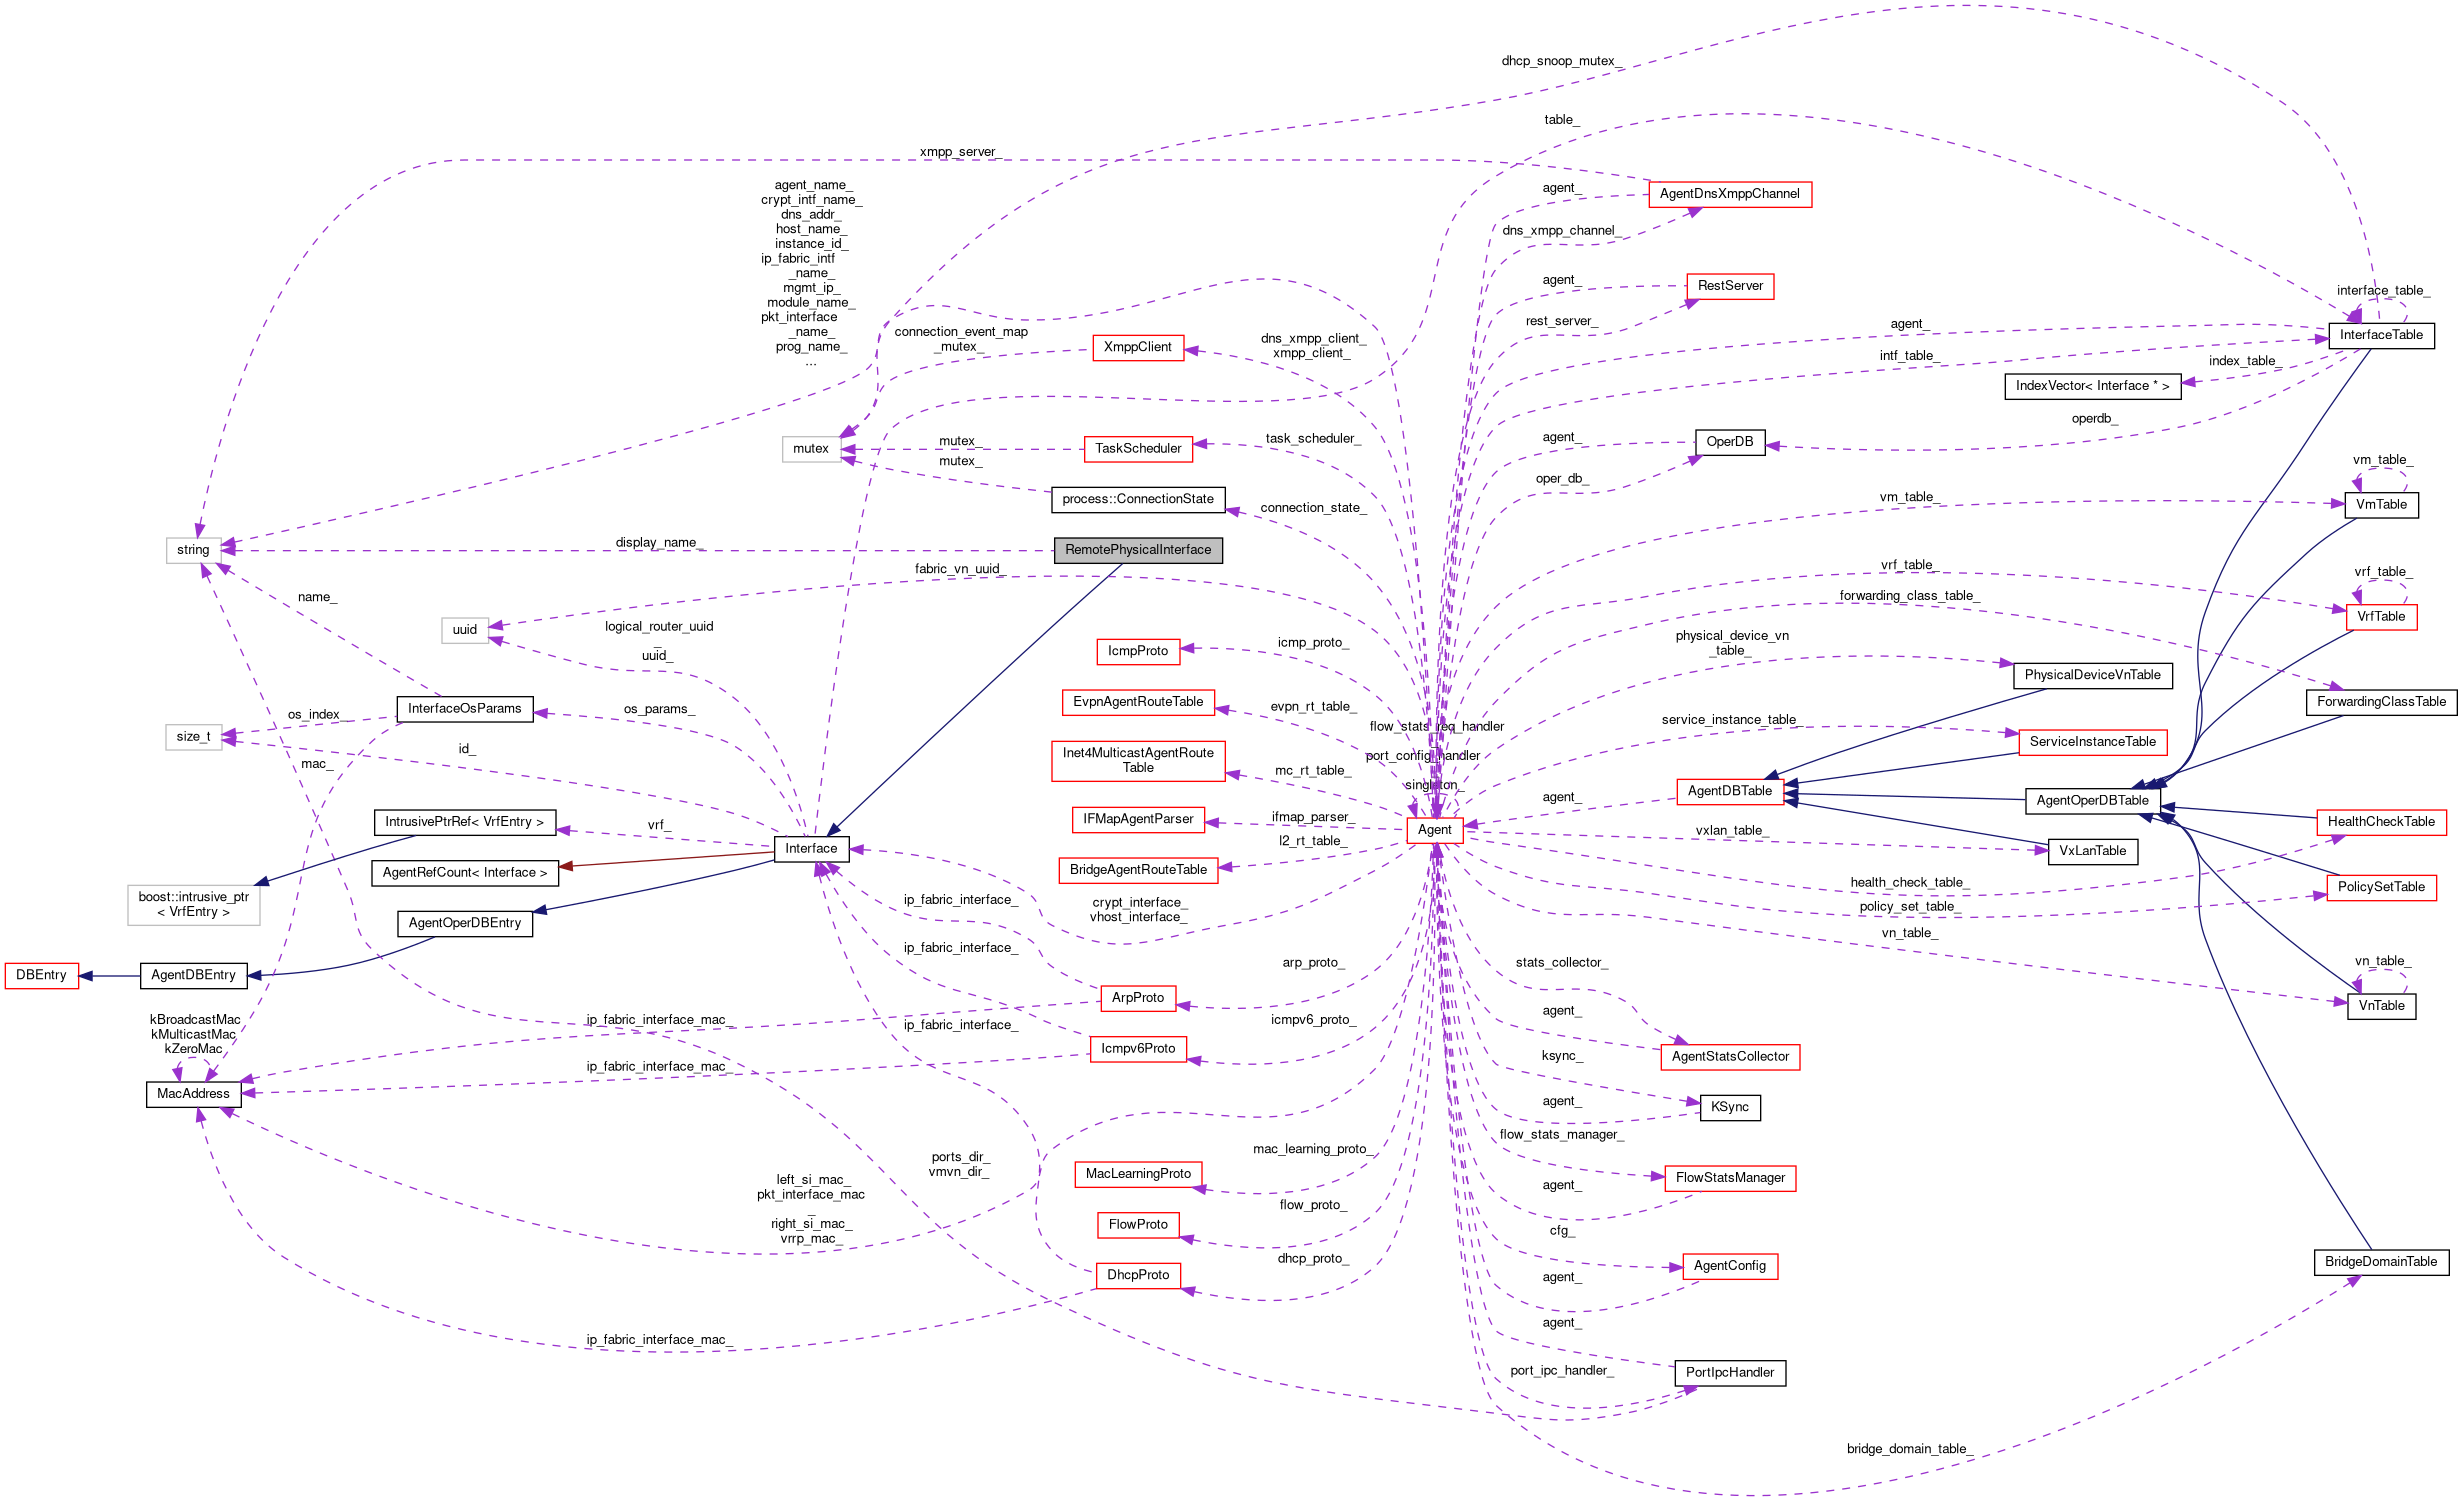 dhcp_snoop_mutex_
table_
xmpp_server_
agent_name_
crypt_intf_name_
dns_addr_
host_name_
instance_id_
ip_fabric_intf
_name_
mgmt_ip_
module_name_
pkt_interface
_name_
prog_name_
...
agent_
AgentDnsXmppChannel
dns_xmpp_channel_
agent_
RestServer
rest_server_
interface_table_
InterfaceTable
agent_
intf_table_
index_table_
IndexVector< Interface * >
operdb_
connection_event_map
_mutex_
XmppClient
dns_xmpp_client_
xmpp_client_
mutex
mutex_
TaskScheduler
task_scheduler_
mutex_
agent_
OperDB
oper_db_
process::ConnectionState
connection_state_
vm_table_
vm_table_
VmTable
string
display_name_
RemotePhysicalInterface
fabric_vn_uuid_
vrf_table_
vrf_table_
VrfTable
forwarding_class_table_
name_
uuid
logical_router_uuid
_
uuid_
IcmpProto
icmp_proto_
physical_device_vn
_table_
PhysicalDeviceVnTable
InterfaceOsParams
os_params_
os_index_
size_t
id_
mac_
EvpnAgentRouteTable
evpn_rt_table_
flow_stats_req_handler
_
port_config_handler
_
singleton_
service_instance_table_
ServiceInstanceTable
ForwardingClassTable
Inet4MulticastAgentRoute
Table
mc_rt_table_
agent_
AgentDBTable
AgentOperDBTable
IntrusivePtrRef< VrfEntry >
vrf_
Interface
IFMapAgentParser
ifmap_parser_
Agent
vxlan_table_
VxLanTable
HealthCheckTable
AgentRefCount< Interface >
BridgeAgentRouteTable
l2_rt_table_
health_check_table_
PolicySetTable
policy_set_table_
boost::intrusive_ptr
< VrfEntry >
AgentOperDBEntry
ip_fabric_interface_
crypt_interface_
vhost_interface_
vn_table_
DBEntry
AgentDBEntry
ip_fabric_interface_
arp_proto_
stats_collector_
vn_table_
VnTable
ArpProto
kBroadcastMac
kMulticastMac
kZeroMac
ip_fabric_interface_mac_
ip_fabric_interface_
icmpv6_proto_
agent_
Icmpv6Proto
AgentStatsCollector
ip_fabric_interface_mac_
ksync_
MacAddress
agent_
KSync
flow_stats_manager_
left_si_mac_
pkt_interface_mac
_
right_si_mac_
vrrp_mac_
ports_dir_
vmvn_dir_
mac_learning_proto_
MacLearningProto
agent_
FlowStatsManager
FlowProto
flow_proto_
cfg_
dhcp_proto_
DhcpProto
AgentConfig
agent_
BridgeDomainTable
ip_fabric_interface_mac_
agent_
port_ipc_handler_
PortIpcHandler
bridge_domain_table_